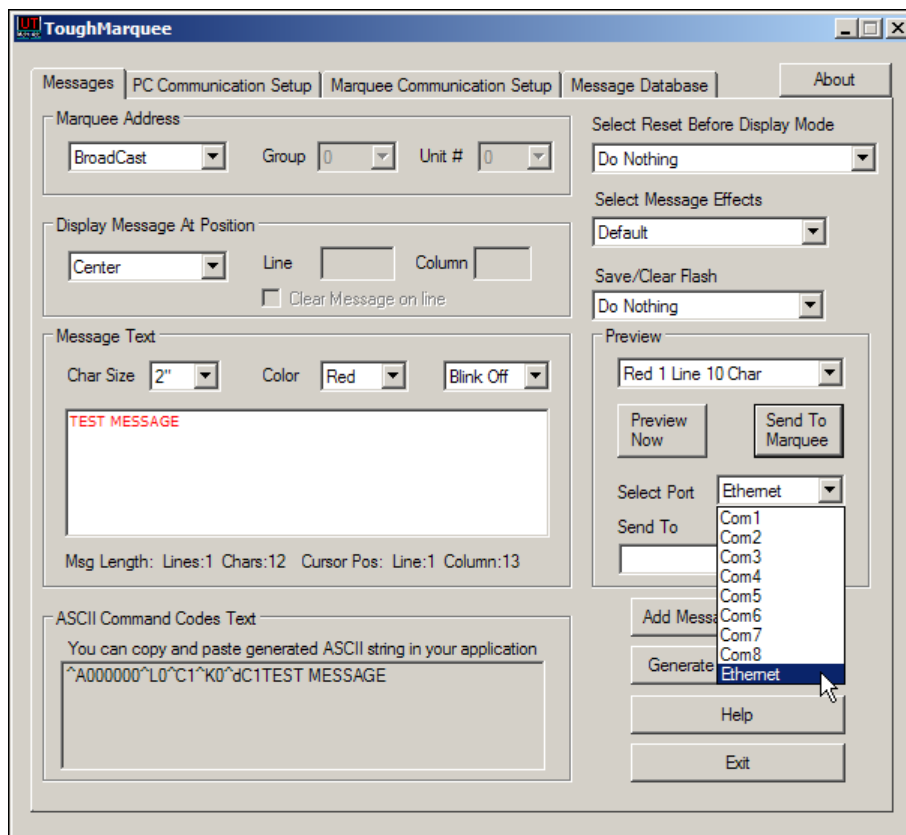 UT
ToughMarquee
Messages
PC Communication Setup
Marquee Communication Setup
Message Database
About
Marquee Address
BroadCast
Group
0
Unit #
0
Display Message At Position
Center
Line
Column
Clear Message on line
Message Text
Char Size
2"
Color
Red
Blink Off
TEST MESSAGE
Msg Length: Lines:1 Chars:12 Cursor Pos: Line:1 Column:13
ASCII Command Codes Text
You can copy and paste generated ASCII string in your application
^A000000^L0^C1^K0^dC1TEST MESSAGE
Select Reset Before Display Mode
Do Nothing
Select Message Effects
Default
Save/Clear Flash
Do Nothing
Preview
Red 1 Line 10 Char
Preview
Now
Send To
Marquee
Select Port
Ethernet
Com1
Com2
Com3
Com4
Com5
Com6
Com7
Com8
Ethernet
Send To
Add Messa
Generate
Help
Exit